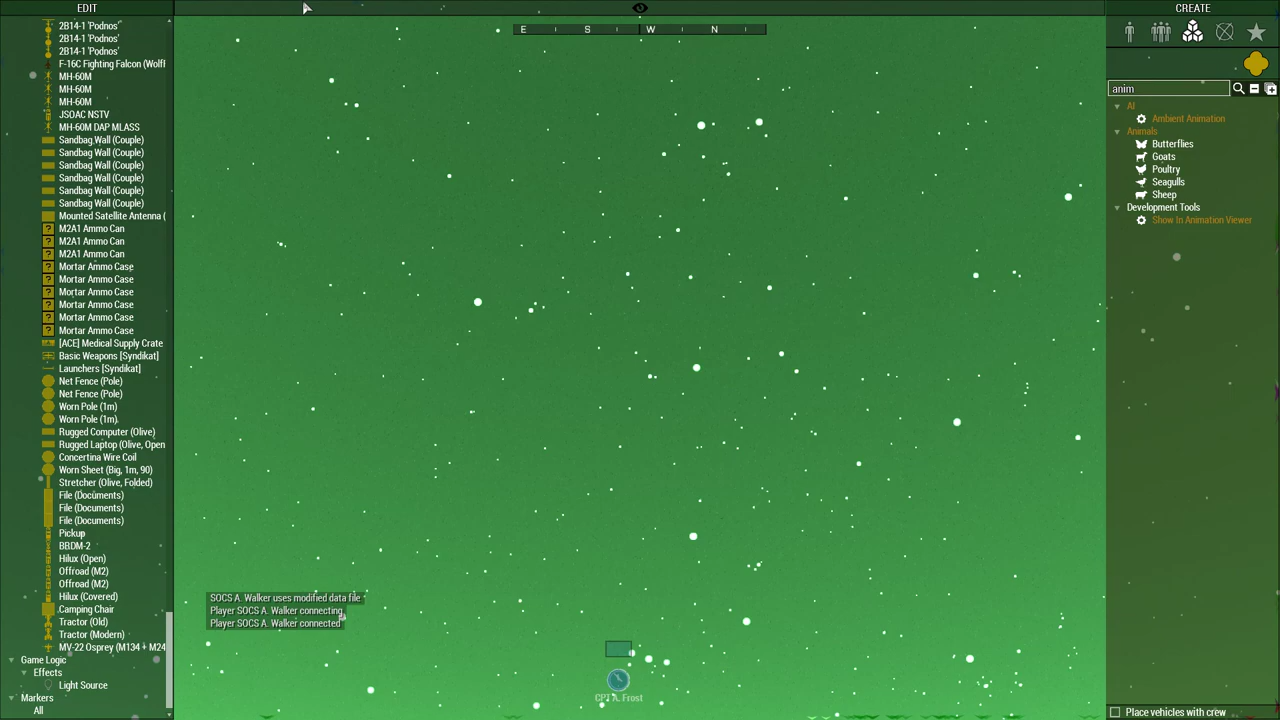 EDIT
2B14-1 'Podnos'
2B14-1 'Podnos'
2B14-1 'Podnos'
F-16C Fighting Falcon (Wolff
MH-60M
MH-60M
MH-60M
JSOAC NSTV
MH-60M DAP MLASS
Sandbag Wall (Couple)
Sandbag Wall (Couple)
Sandbag Wall (Couple)
Sandbag Wall (Couple)
Sandbag Wall (Couple)
Sandbag Wall (Couple)
Mounted Satellite Antenna (
M2A1 Ammo Can
M2A1 Ammo Can
M2A1 Ammo Can
Mortar Ammo Case
Mortar Ammo Case
Mortar Ammo Case
Mortar Ammo Case
Mortar Ammo Case
Mortar Ammo Case
[ACE] Medical Supply Crate
Basic Weapons [Syndikat]
Launchers [Syndikat]
Net Fence (Pole)
Net Fence (Pole)
Worn Pole (1m)
Worn Pole (1m)
Rugged Computer (Olive)
Rugged Laptop (Olive, Open
Concertina Wire Coil
Worn Sheet (Big, 1m, 90)
Stretcher (Olive, Folded)
File (Documents)
File (Documents)
File (Documents)
Pickup
BBDM-2
Hilux (Open)
Offroad (M2)
Offroad (M2)
Hilux (Covered)
Camping Chair
Tractor (Old)
Tractor (Modern)
MV-22 Osprey (M134 + M24
Game Logic
Effects
Light Source
Markers
All
E S W N
SOCS A. Walker uses modified data file
Player SOCS A. Walker connecting
Player SOCS A. Walker connected
CPT A. Frost
CREATE
anim
AI
Ambient Animation
Animals
Butterflies
Goats
Poultry
Seagulls
Sheep
Development Tools
Show In Animation Viewer
Place vehicles with crew